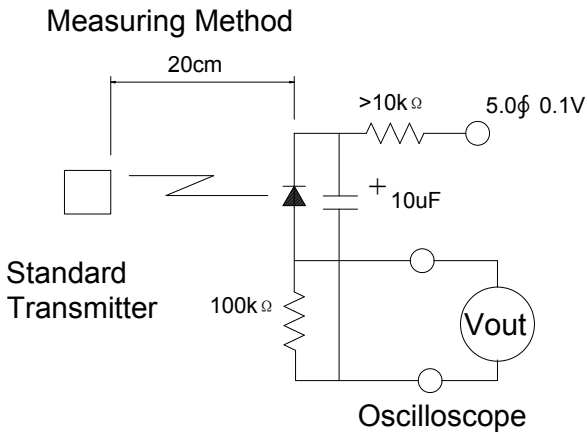 Measuring Method
20cm
>10kΩ
5.0∮ 0.1V
+
10uF
Standard
Transmitter
100kΩ
Vout
Oscilloscope